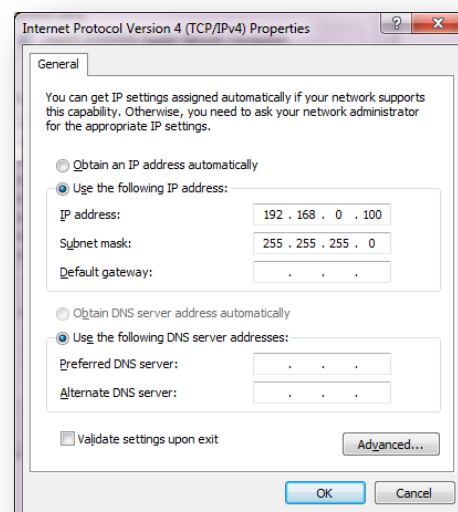 Internet Protocol Version 4 (TCP/IPv4) Properties
General
You can get IP settings assigned automatically if your network supports
this capability. Otherwise, you need to ask your network administrator
for the appropriate IP settings.
Obtain an IP address automatically
Use the following IP address:
IP address: 192 . 168 . 0 . 100
Subnet mask: 255 . 255 . 255 . 0
Default gateway: . . .
Obtain DNS server address automatically
Use the following DNS server addresses:
Preferred DNS server: . . .
Alternate DNS server: . . .
Validate settings upon exit
Advanced...
OK Cancel